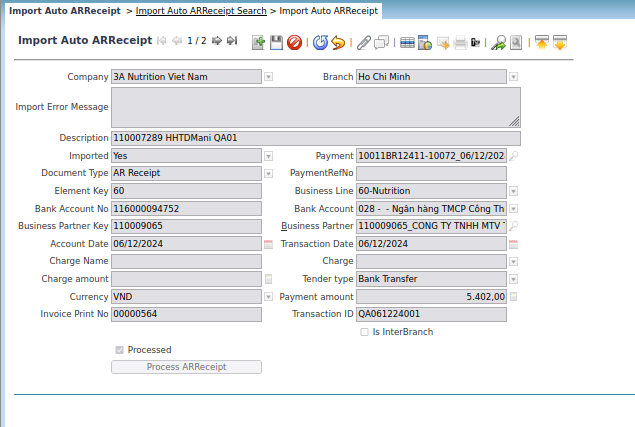 Import Auto ARReceipt > Import Auto ARReceipt Search > Import Auto ARReceipt
Import Auto ARReceipt 1 / 2
Company 3A Nutrition Viet Nam Branch Ho Chi Minh
Import Error Message
Description 110007289 HHTDMani QA01
Imported Yes Payment 10011BR12411-10072_06/12/202
Document Type AR Receipt PaymentRefNo
Element Key 60 Business Line 60-Nutrition
Bank Account No 116000094752 Bank Account 028 - - Ngân hàng TMCP Công Th
Business Partner Key 110009065 Business Partner 110009065_CONG TY TNHH MTV
Account Date 06/12/2024 Transaction Date 06/12/2024
Charge Name Charge
Charge amount Tender type Bank Transfer
Currency VND Payment amount 5.402,00
Invoice Print No 00000564 Transaction ID QA061224001
Is InterBranch
Processed
Process ARReceipt